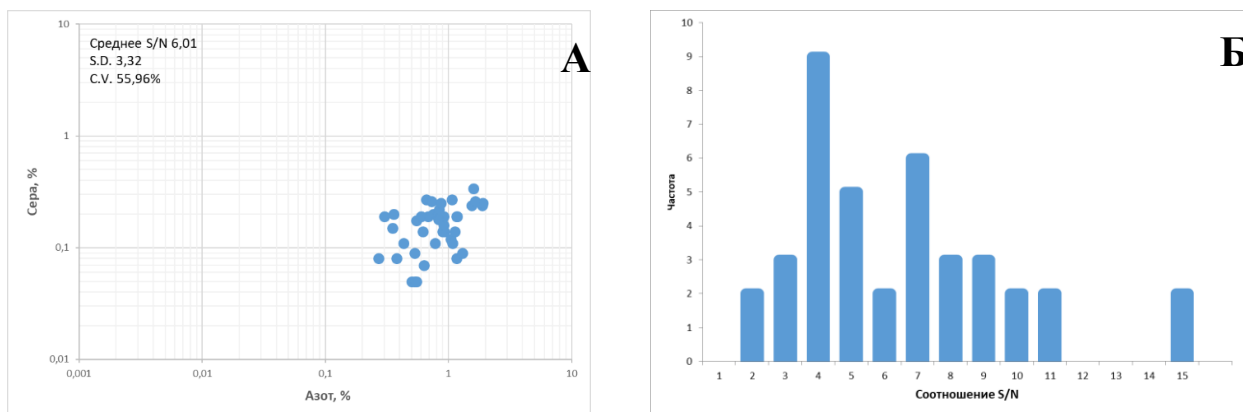 10
1
0,1
0,01
Сера, %
Среднее S/N 6,01
S.D. 3,32
C.V. 55,96%
А
0,001 0,01 0,1 1 10
Азот, %
Б
10
9
8
7
6
5
4
3
2
1
0
Частота
1 2 3 4 5 6 7 8 9 10 11 12 13 14 15
Соотношение S/N